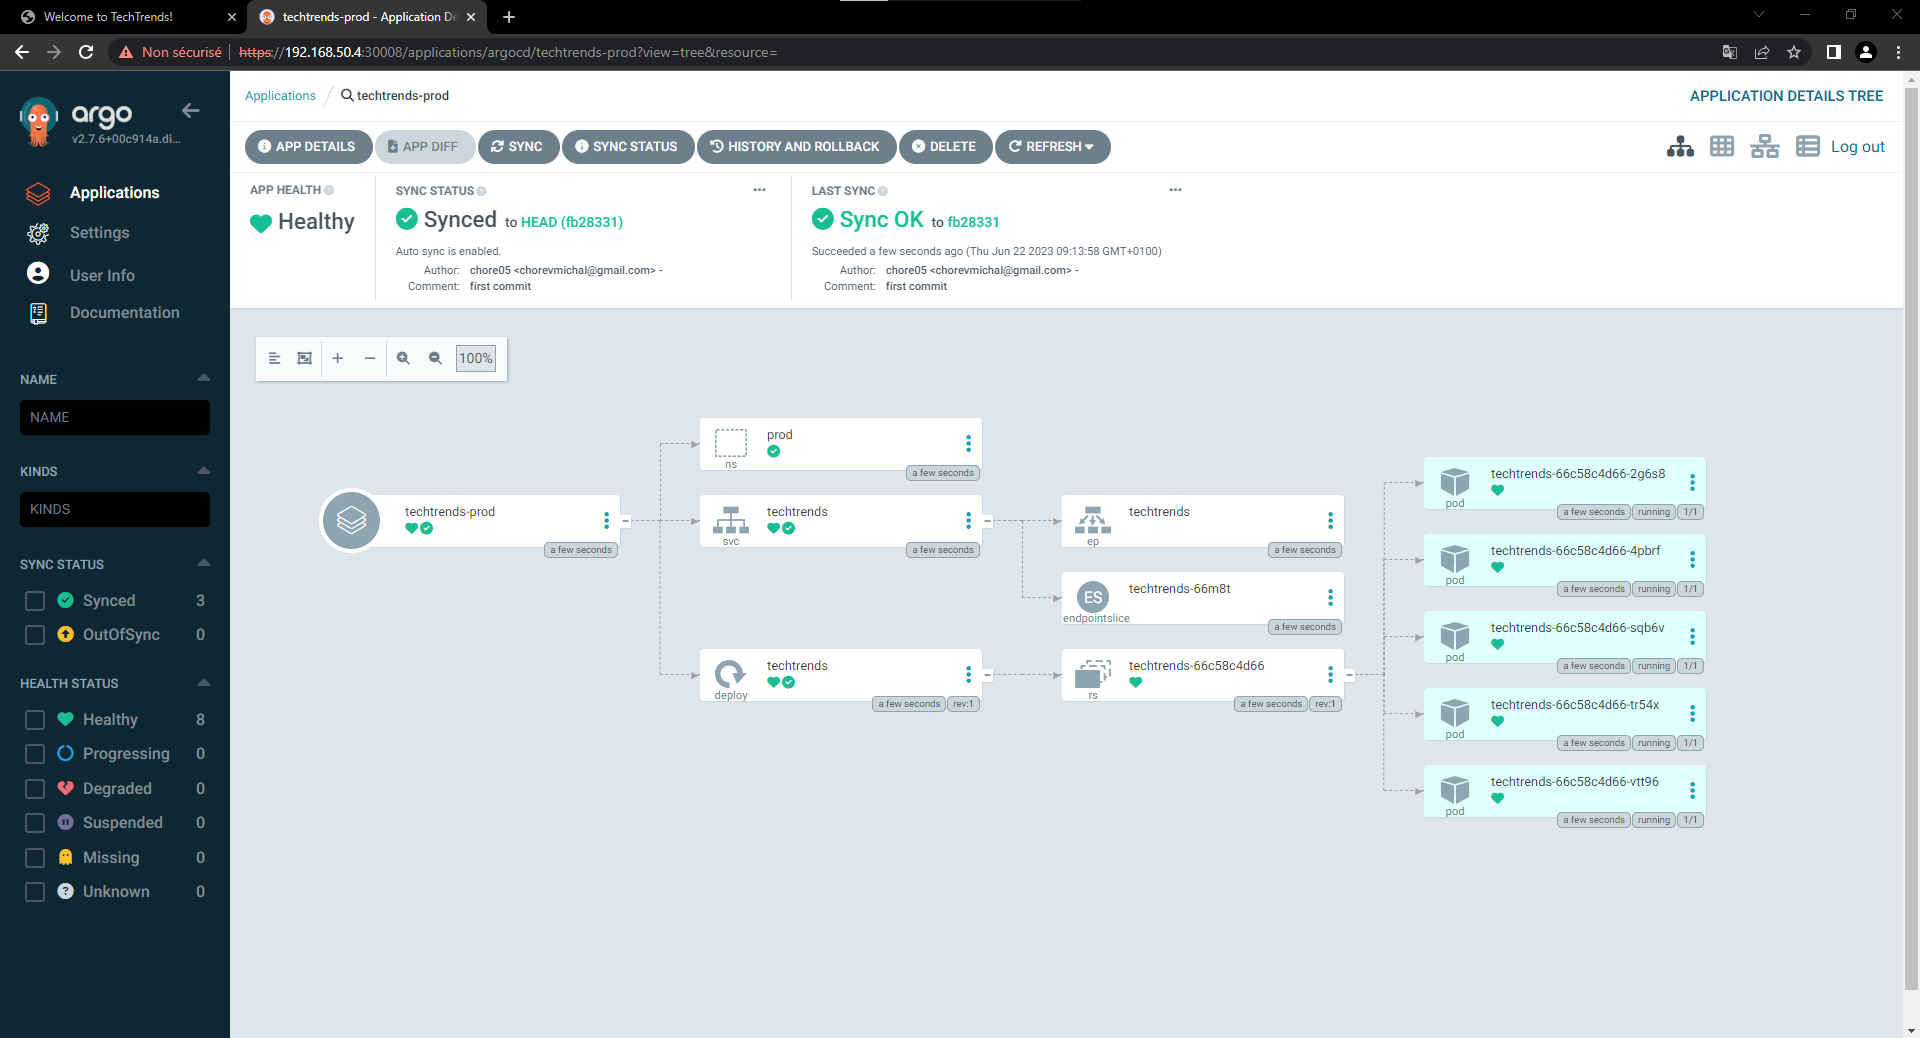 Welcome to TechTrends!
techtrends-prod - Application De
Non sécurisé
https://192.168.50.4:30008/applications/argocd/techtrends-prod?view=tree&resource=
argo
v2.7.6+00c914a.di...
Applications
Settings
User Info
Documentation
NAME
NAME
KINDS
KINDS
SYNC STATUS
Synced 3
OutOfSync 0
HEALTH STATUS
Healthy 8
Progressing 0
Degraded 0
Suspended 0
Missing 0
Unknown 0
Applications techtrends-prod
APPLICATION DETAILS TREE
APP DETAILS APP DIFF SYNC SYNC STATUS HISTORY AND ROLLBACK DELETE REFRESH
Log out
APP HEALTH
Healthy
SYNC STATUS
Synced to HEAD (fb28331)
Auto sync is enabled.
Author: chore05 <chorevmichal@gmail.com> -
Comment: first commit
LAST SYNC
Sync OK to fb28331
Succeeded a few seconds ago (Thu Jun 22 2023 09:13:58 GMT+0100)
Author: chore05 <chorevmichal@gmail.com> -
Comment: first commit
100%
techtrends-prod
a few seconds
prod
ns
a few seconds
techtrends
svc
a few seconds
techtrends
deploy
a few seconds rev:1
techtrends
ep
a few seconds
ES
techtrends-66m8t
endpointslice
a few seconds
techtrends-66c58c4d66
rs
a few seconds rev:1
techtrends-66c58c4d66-2g6s8
pod
a few seconds running 1/1
techtrends-66c58c4d66-4pbrf
pod
a few seconds running 1/1
techtrends-66c58c4d66-sqb6v
pod
a few seconds running 1/1
techtrends-66c58c4d66-tr54x
pod
a few seconds running 1/1
techtrends-66c58c4d66-vtt96
pod
a few seconds running 1/1